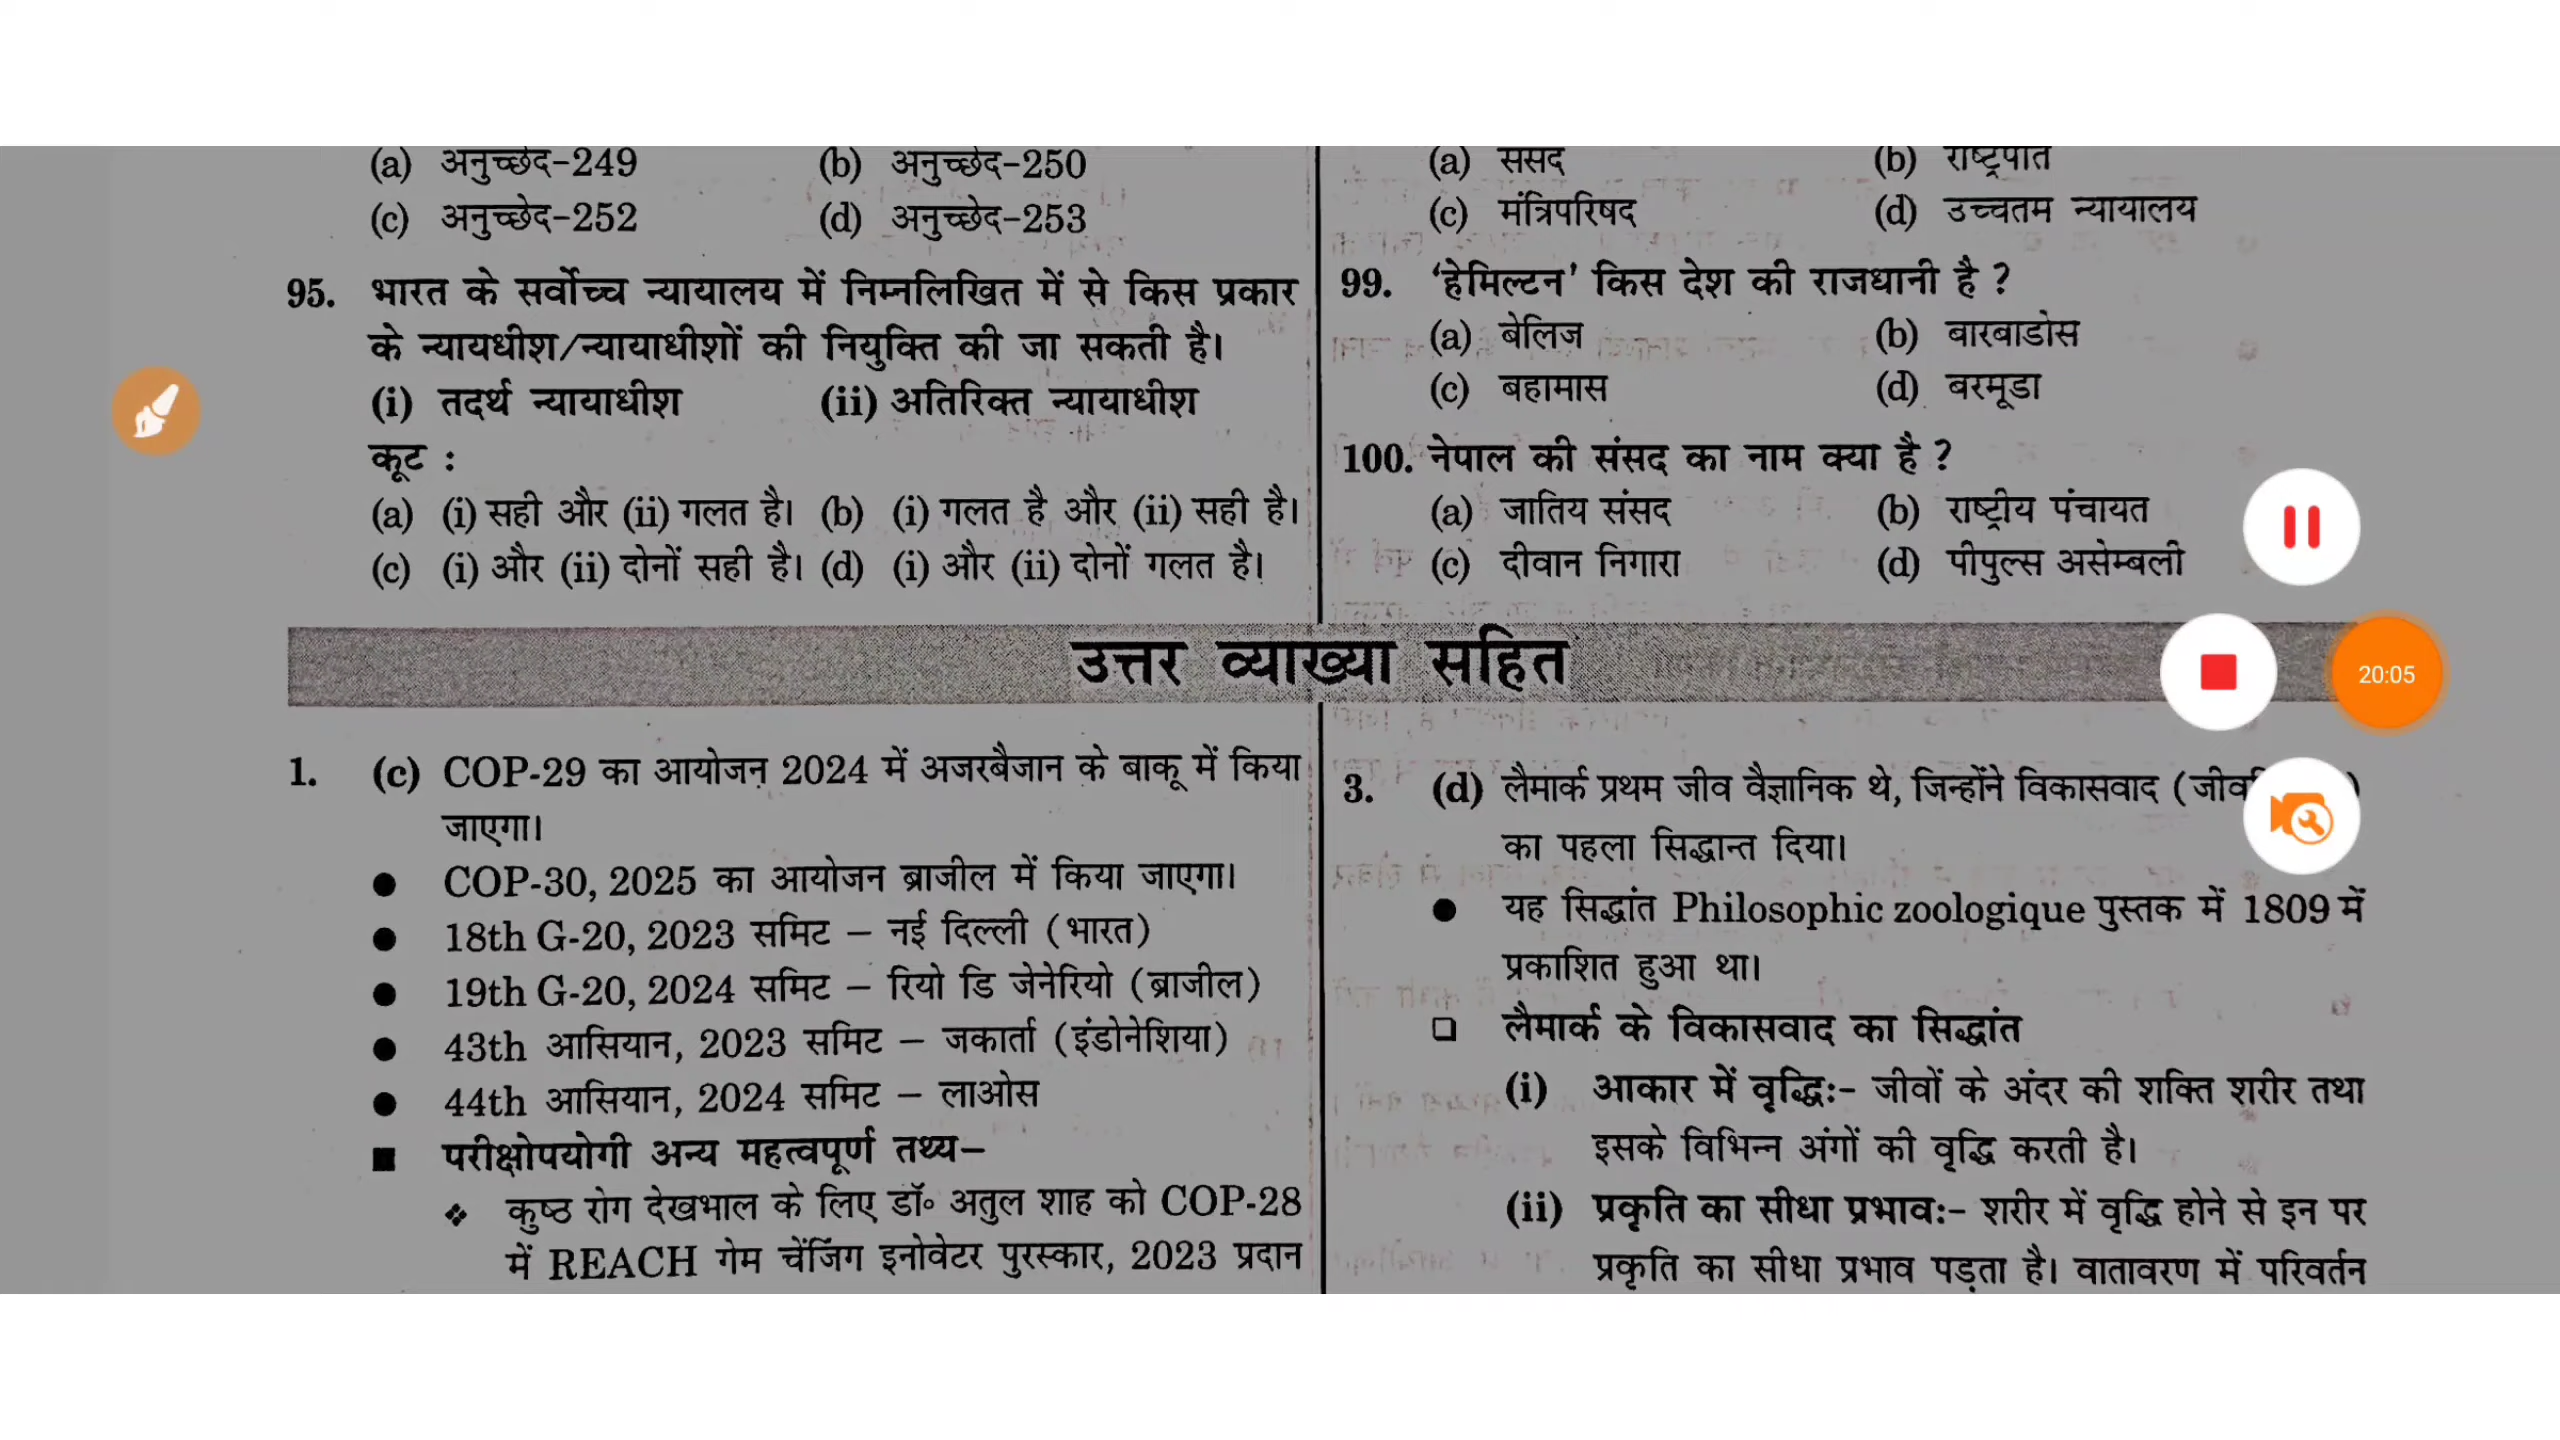 (a) अनुच्छेद-249 (b) अनुच्छेद-250
(c) अनुच्छेद-252 (d) अनुच्छेद-253
95. भारत के सर्वोच्च न्यायालय में निम्नलिखित में से किस प्रकार
के न्यायधीश/न्यायाधीशों की नियुक्ति की जा सकती है।
(i) तदर्थ न्यायाधीश (ii) अतिरिक्त न्यायाधीश
कूट :
(a) (i) सही और (ii) गलत है। (b) (i) गलत है और (ii) सही है।
(c) (i) और (ii) दोनों सही है। (d) (i) और (ii) दोनों गलत है।
(a) संसद (b) राष्ट्रपति
(c) मंत्रिपरिषद (d) उच्चतम न्यायालय
99. ‘हेमिल्टन’ किस देश की राजधानी है ?
(a) बेलिज (b) बारबाडोस
(c) बहामास (d) बरमूडा
100. नेपाल की संसद का नाम क्या है ?
(a) जातिय संसद (b) राष्ट्रीय पंचायत
(c) दीवान निगारा (d) पीपुल्स असेम्बली
उत्तर व्याख्या सहित
20:05
1. (c) COP-29 का आयोजन 2024 में अजरबैजान के बाकू में किया
जाएगा।
● COP-30, 2025 का आयोजन ब्राजील में किया जाएगा।
● 18th G-20, 2023 समिट – नई दिल्ली (भारत)
● 19th G-20, 2024 समिट – रियो डि जेनेरियो (ब्राजील)
● 43th आसियान, 2023 समिट – जकार्ता (इंडोनेशिया)
● 44th आसियान, 2024 समिट – लाओस
■ परीक्षोपयोगी अन्य महत्वपूर्ण तथ्य–
❖ कुष्ठ रोग देखभाल के लिए डॉ॰ अतुल शाह को COP-28
में REACH गेम चेंजिंग इनोवेटर पुरस्कार, 2023 प्रदान
3. (d) लैमार्क प्रथम जीव वैज्ञानिक थे, जिन्होंने विकासवाद
का पहला सिद्धान्त दिया।
● यह सिद्धांत Philosophic zoologique पुस्तक में 1809 में
प्रकाशित हुआ था।
❑ लैमार्क के विकासवाद का सिद्धांत
(i) आकार में वृद्धिः- जीवों के अंदर की शक्ति शरीर तथा
इसके विभिन्न अंगों की वृद्धि करती है।
(ii) प्रकृति का सीधा प्रभावः- शरीर में वृद्धि होने से इन पर
प्रकृति का सीधा प्रभाव पड़ता है। वातावरण में परिवर्तन